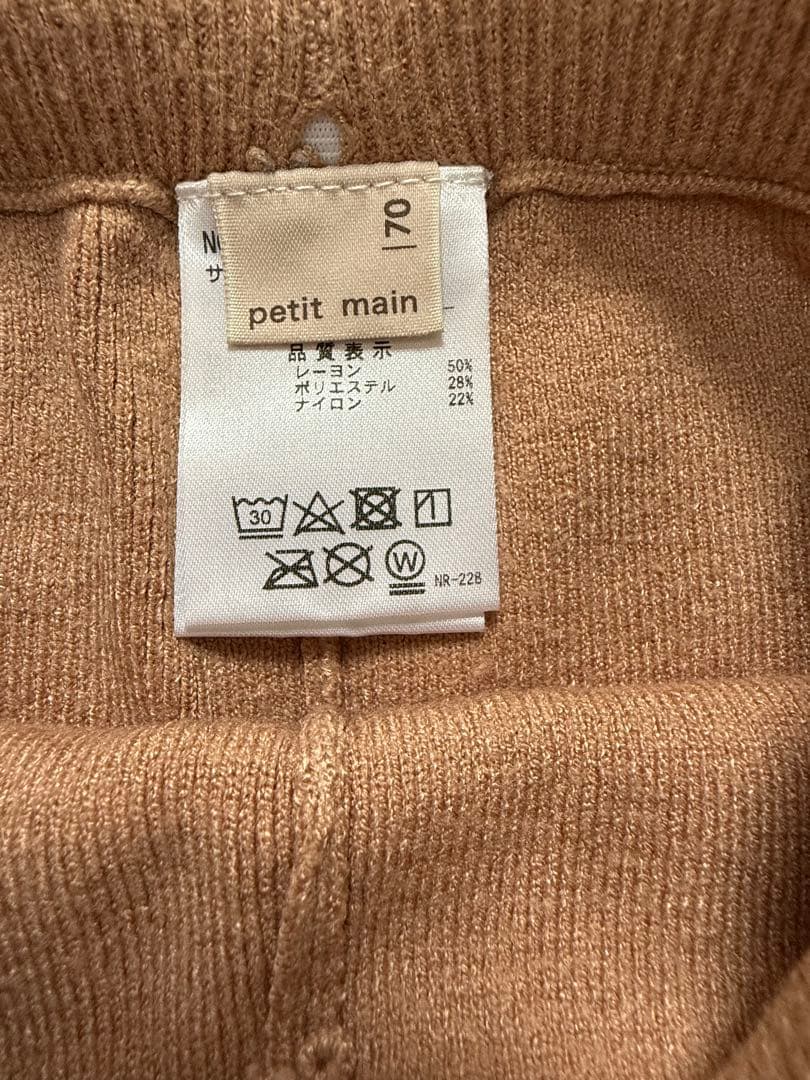 70
petit main
品質表示
レーヨン 50%
ポリエステル 28%
ナイロン 22%
30
W
NR-228